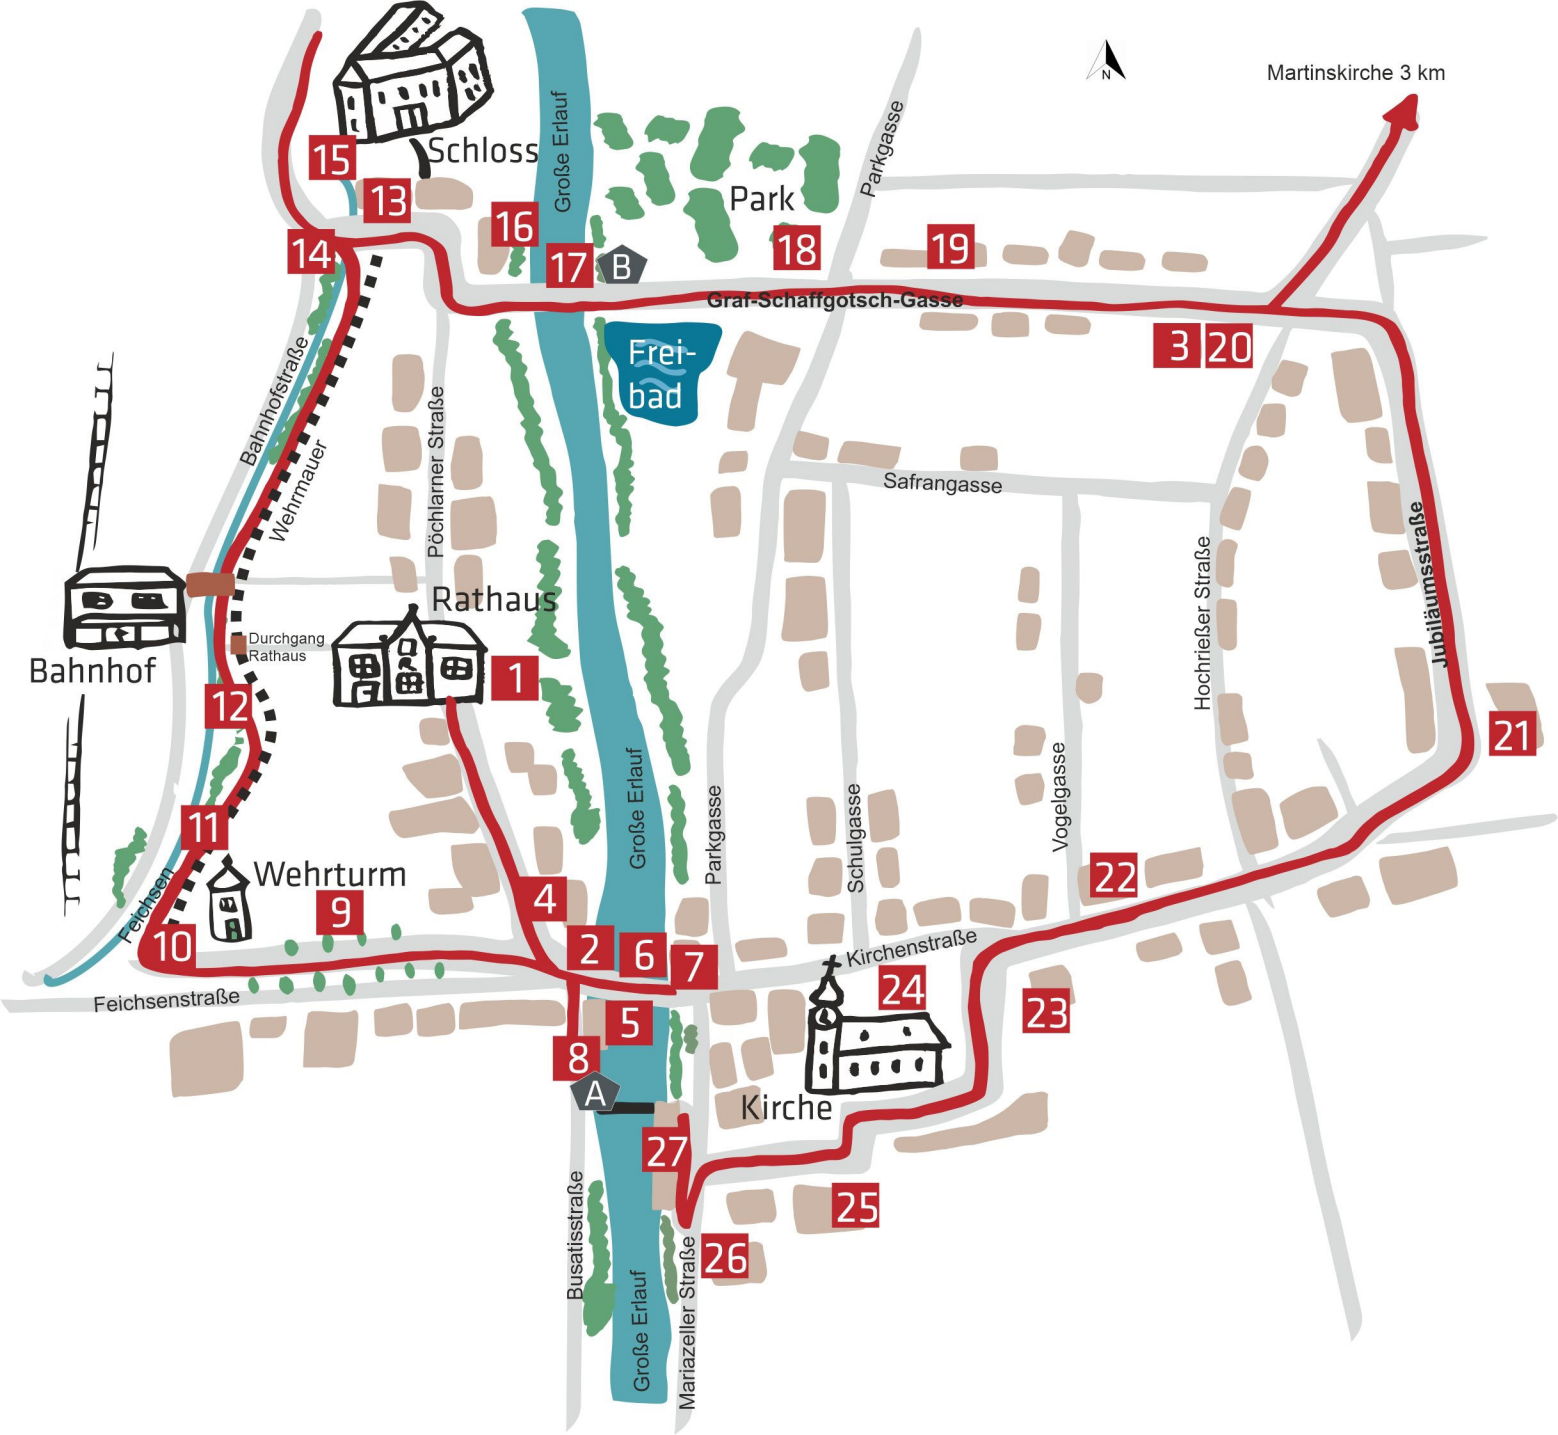 N
Martinskirche 3 km
Schloss
Große Erlauf
Parkgasse
15
13
Park
16
14
17
B
18
19
Graf-Schaffgotsch-Gasse
3
20
Frei-
bad
Bahnhofstraße
Wehrmauer
Pöchlarner Straße
Safrangasse
Jubiläumsstraße
Hochrießer Straße
Rathaus
Durchgang
Rathaus
Bahnhof
1
12
21
Große Erlauf
Parkgasse
Schulgasse
Vogelgasse
11
Wehrturm
Feichsen
9
4
22
10
2
6
7
Kirchenstraße
Feichsenstraße
24
23
5
8
A
Kirche
27
25
26
Busatisstraße
Große Erlauf
Mariazeller Straße